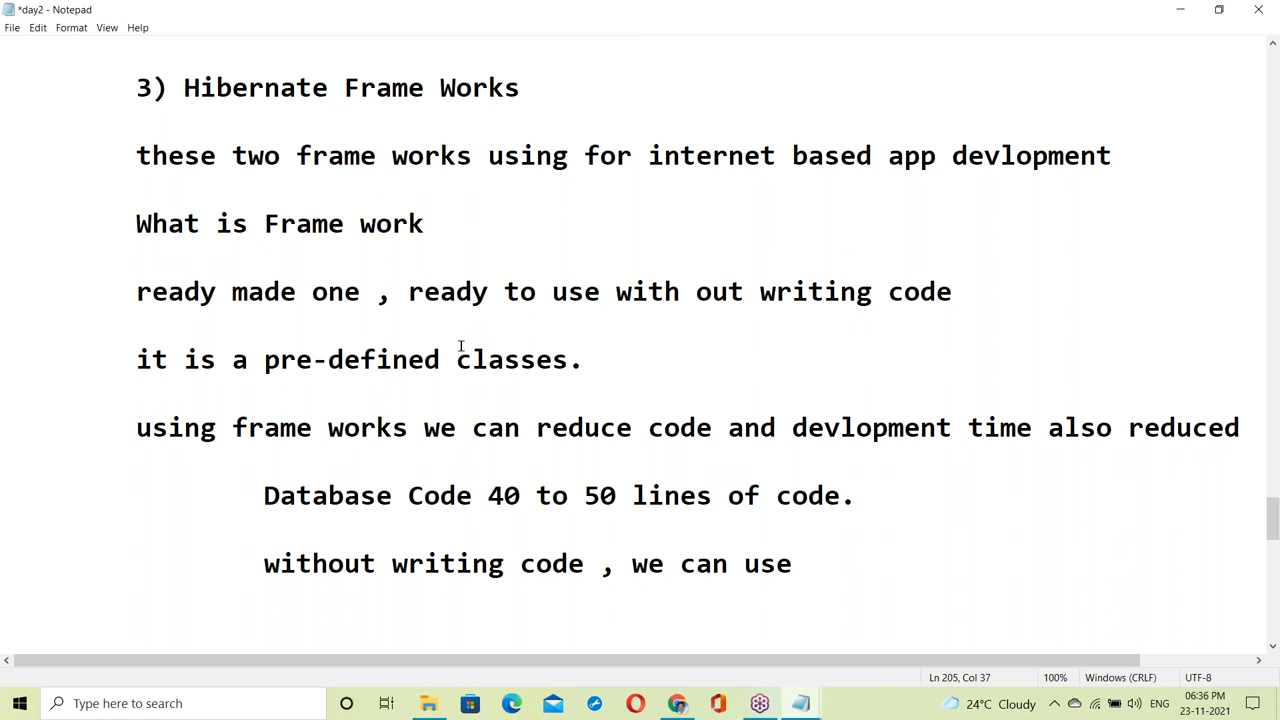 *day2 - Notepad
File Edit Format View Help
3) Hibernate Frame Works
these two frame works using for internet based app devlopment
What is Frame work
ready made one , ready to use with out writing code
it is a pre-defined classes.
using frame works we can reduce code and devlopment time also reduced
Database Code 40 to 50 lines of code.
without writing code , we can use
Ln 205, Col 37 100% Windows (CRLF) UTF-8
Type here to search
24°C Cloudy ENG 06:36 PM
23-11-2021